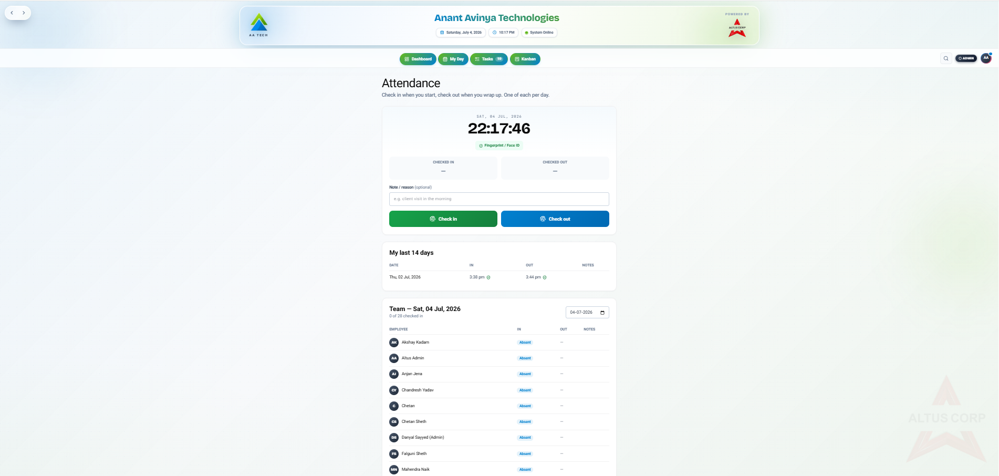 Anant Avinya Technologies
POWERED BY
AA TECH
ALTUS CORP
Saturday, July 4, 2026 10:17 PM System Online
Dashboard My Day Tasks 59 Kanban
ADMIN AA
Attendance
Check in when you start, check out when you wrap up. One of each per day.
SAT, 04 JUL, 2026
22:17:46
Fingerprint / Face ID
CHECKED IN CHECKED OUT
— —
Note / reason (optional)
e.g. client visit in the morning
Check in Check out
My last 14 days
DATE IN OUT NOTES
Thu, 02 Jul, 2026 3:38 pm 3:44 pm
Team — Sat, 04 Jul, 2026
0 of 28 checked in
04-07-2026
EMPLOYEE IN OUT NOTES
AK Akshay Kadam Absent —
AA Altus Admin Absent —
AJ Anjan Jena Absent —
CY Chandresh Yadav Absent —
C Chetan Absent —
CS Chetan Sheth Absent —
DS Danyal Sayyed (Admin) Absent —
FS Falguni Sheth Absent —
MN Mahendra Naik Absent —
ALTUS CORP